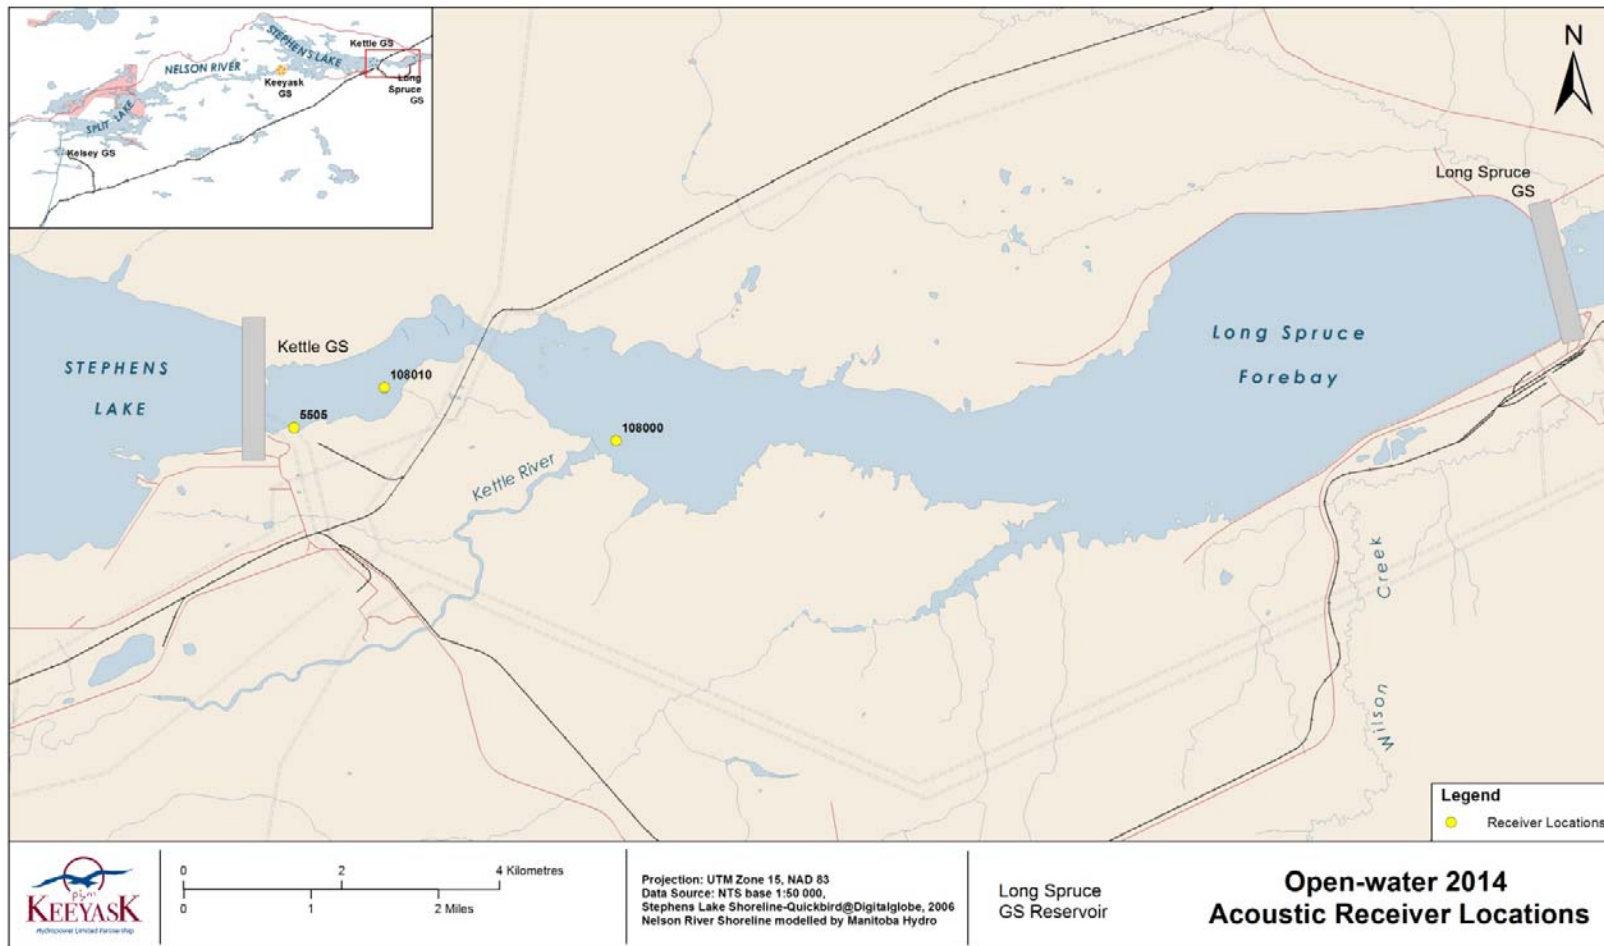 Kettle GS
STEPHENS LAKE
NELSON RIVER
Keeyask
GS
Long
Spruce
GS
SPLIT LAKE
Kelsey GS
N
Long Spruce
GS
Kettle GS
STEPHENS
LAKE
108010
5505
108000
Kettle River
Long Spruce
Forebay
Wilson Creek
Legend
Receiver Locations
KEEYASK
Hydropower Limited Partnership
0 2 4 Kilometres
0 1 2 Miles
Projection: UTM Zone 15, NAD 83
Data Source: NTS base 1:50 000,
Stephens Lake Shoreline-Quickbird@Digitalglobe, 2006
Nelson River Shoreline modelled by Manitoba Hydro
Long Spruce
GS Reservoir
Open-water 2014
Acoustic Receiver Locations